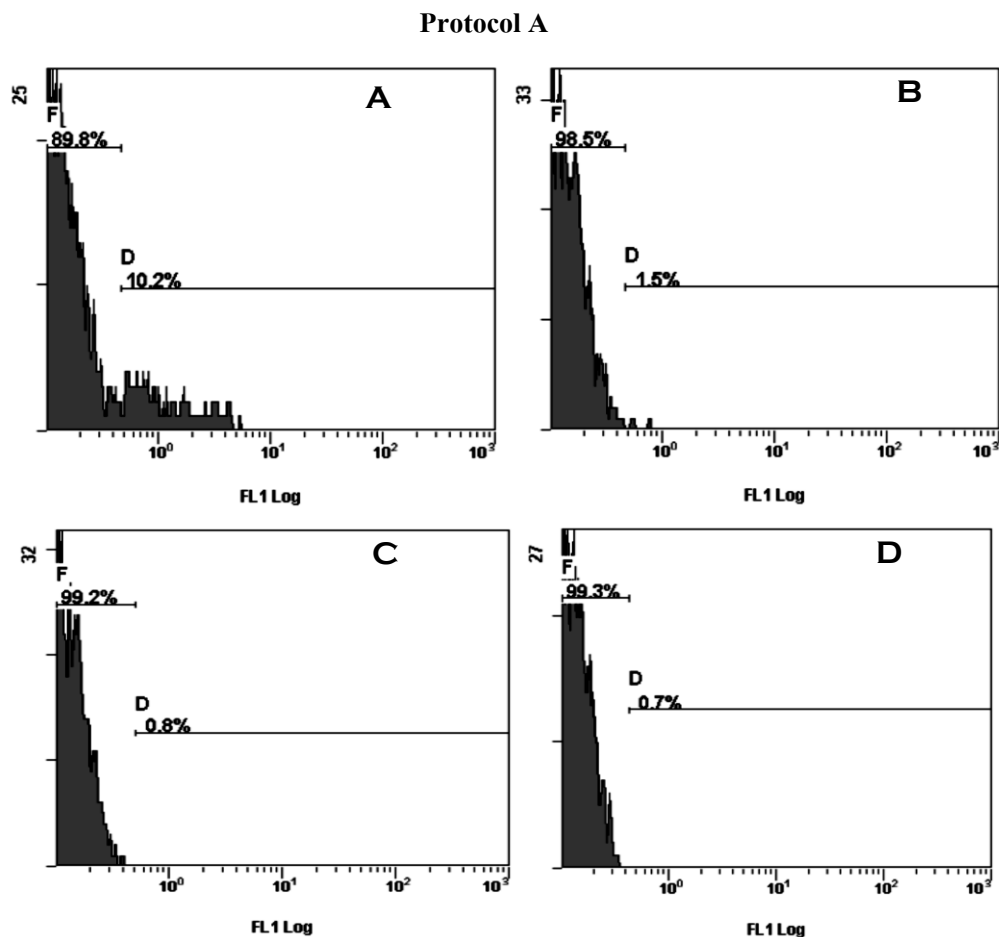 Protocol A
A
25
F
89.8%
D
10.2%
10⁰ 10¹ 10² 10³
FL1 Log
B
33
F
98.5%
D
1.5%
10⁰ 10¹ 10² 10³
FL1 Log
C
32
F
99.2%
D
0.8%
10⁰ 10¹ 10² 10³
FL1 Log
D
27
F
99.3%
D
0.7%
10⁰ 10¹ 10² 10³
FL1 Log